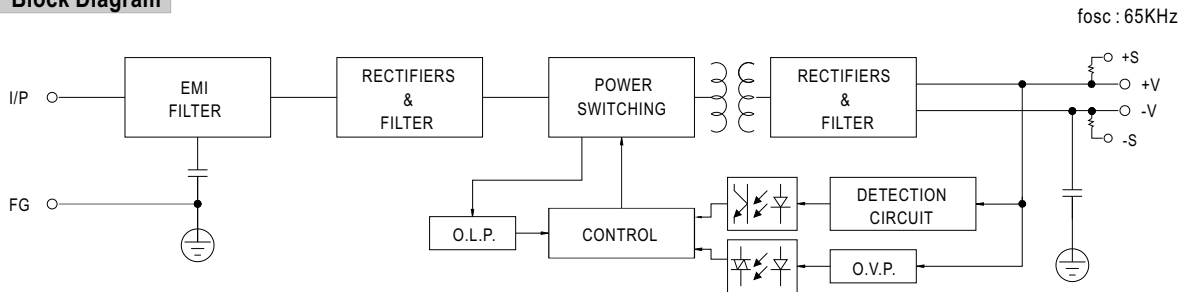 Block Diagram
fosc : 65KHz
I/P
EMI
FILTER
RECTIFIERS
&
FILTER
POWER
SWITCHING
RECTIFIERS
&
FILTER
+S
+V
-V
-S
FG
O.L.P.
CONTROL
DETECTION
CIRCUIT
O.V.P.